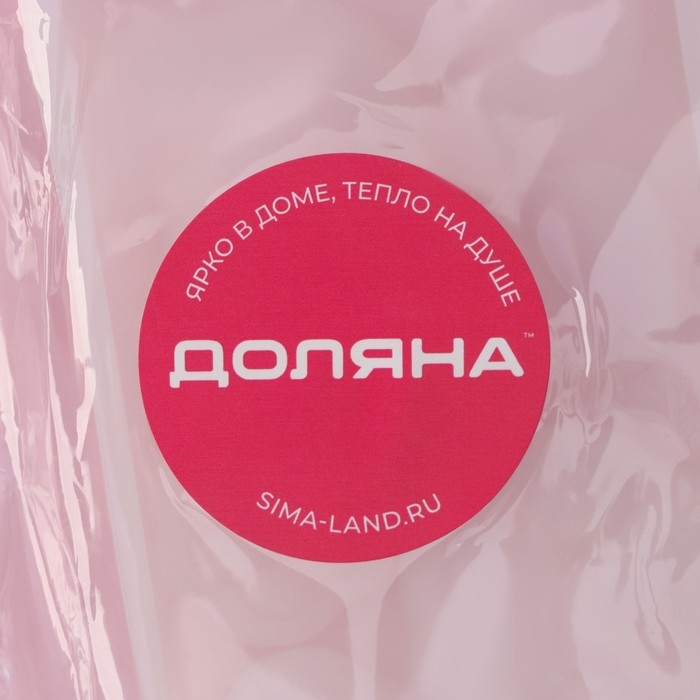 ЯРКО В ДОМЕ, ТЕПЛО НА ДУШЕ
ДОЛЯНА™
SIMA-LAND.RU